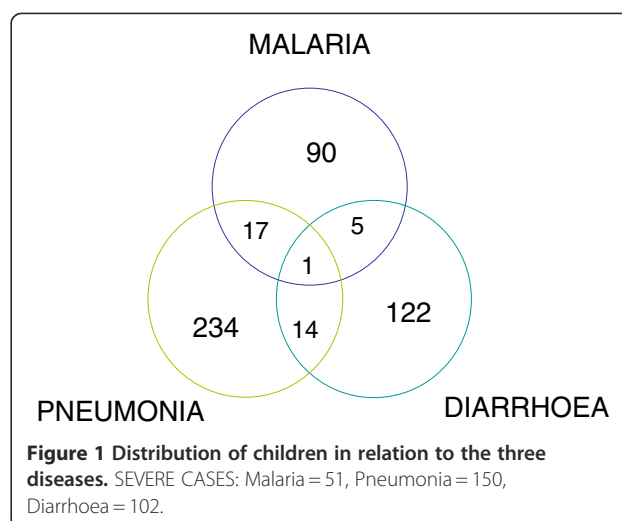 MALARIA
90
17
5
1
234
14
122
PNEUMONIA
DIARRHOEA
Figure 1 Distribution of children in relation to the three
diseases. SEVERE CASES: Malaria = 51, Pneumonia = 150,
Diarrhoea = 102.